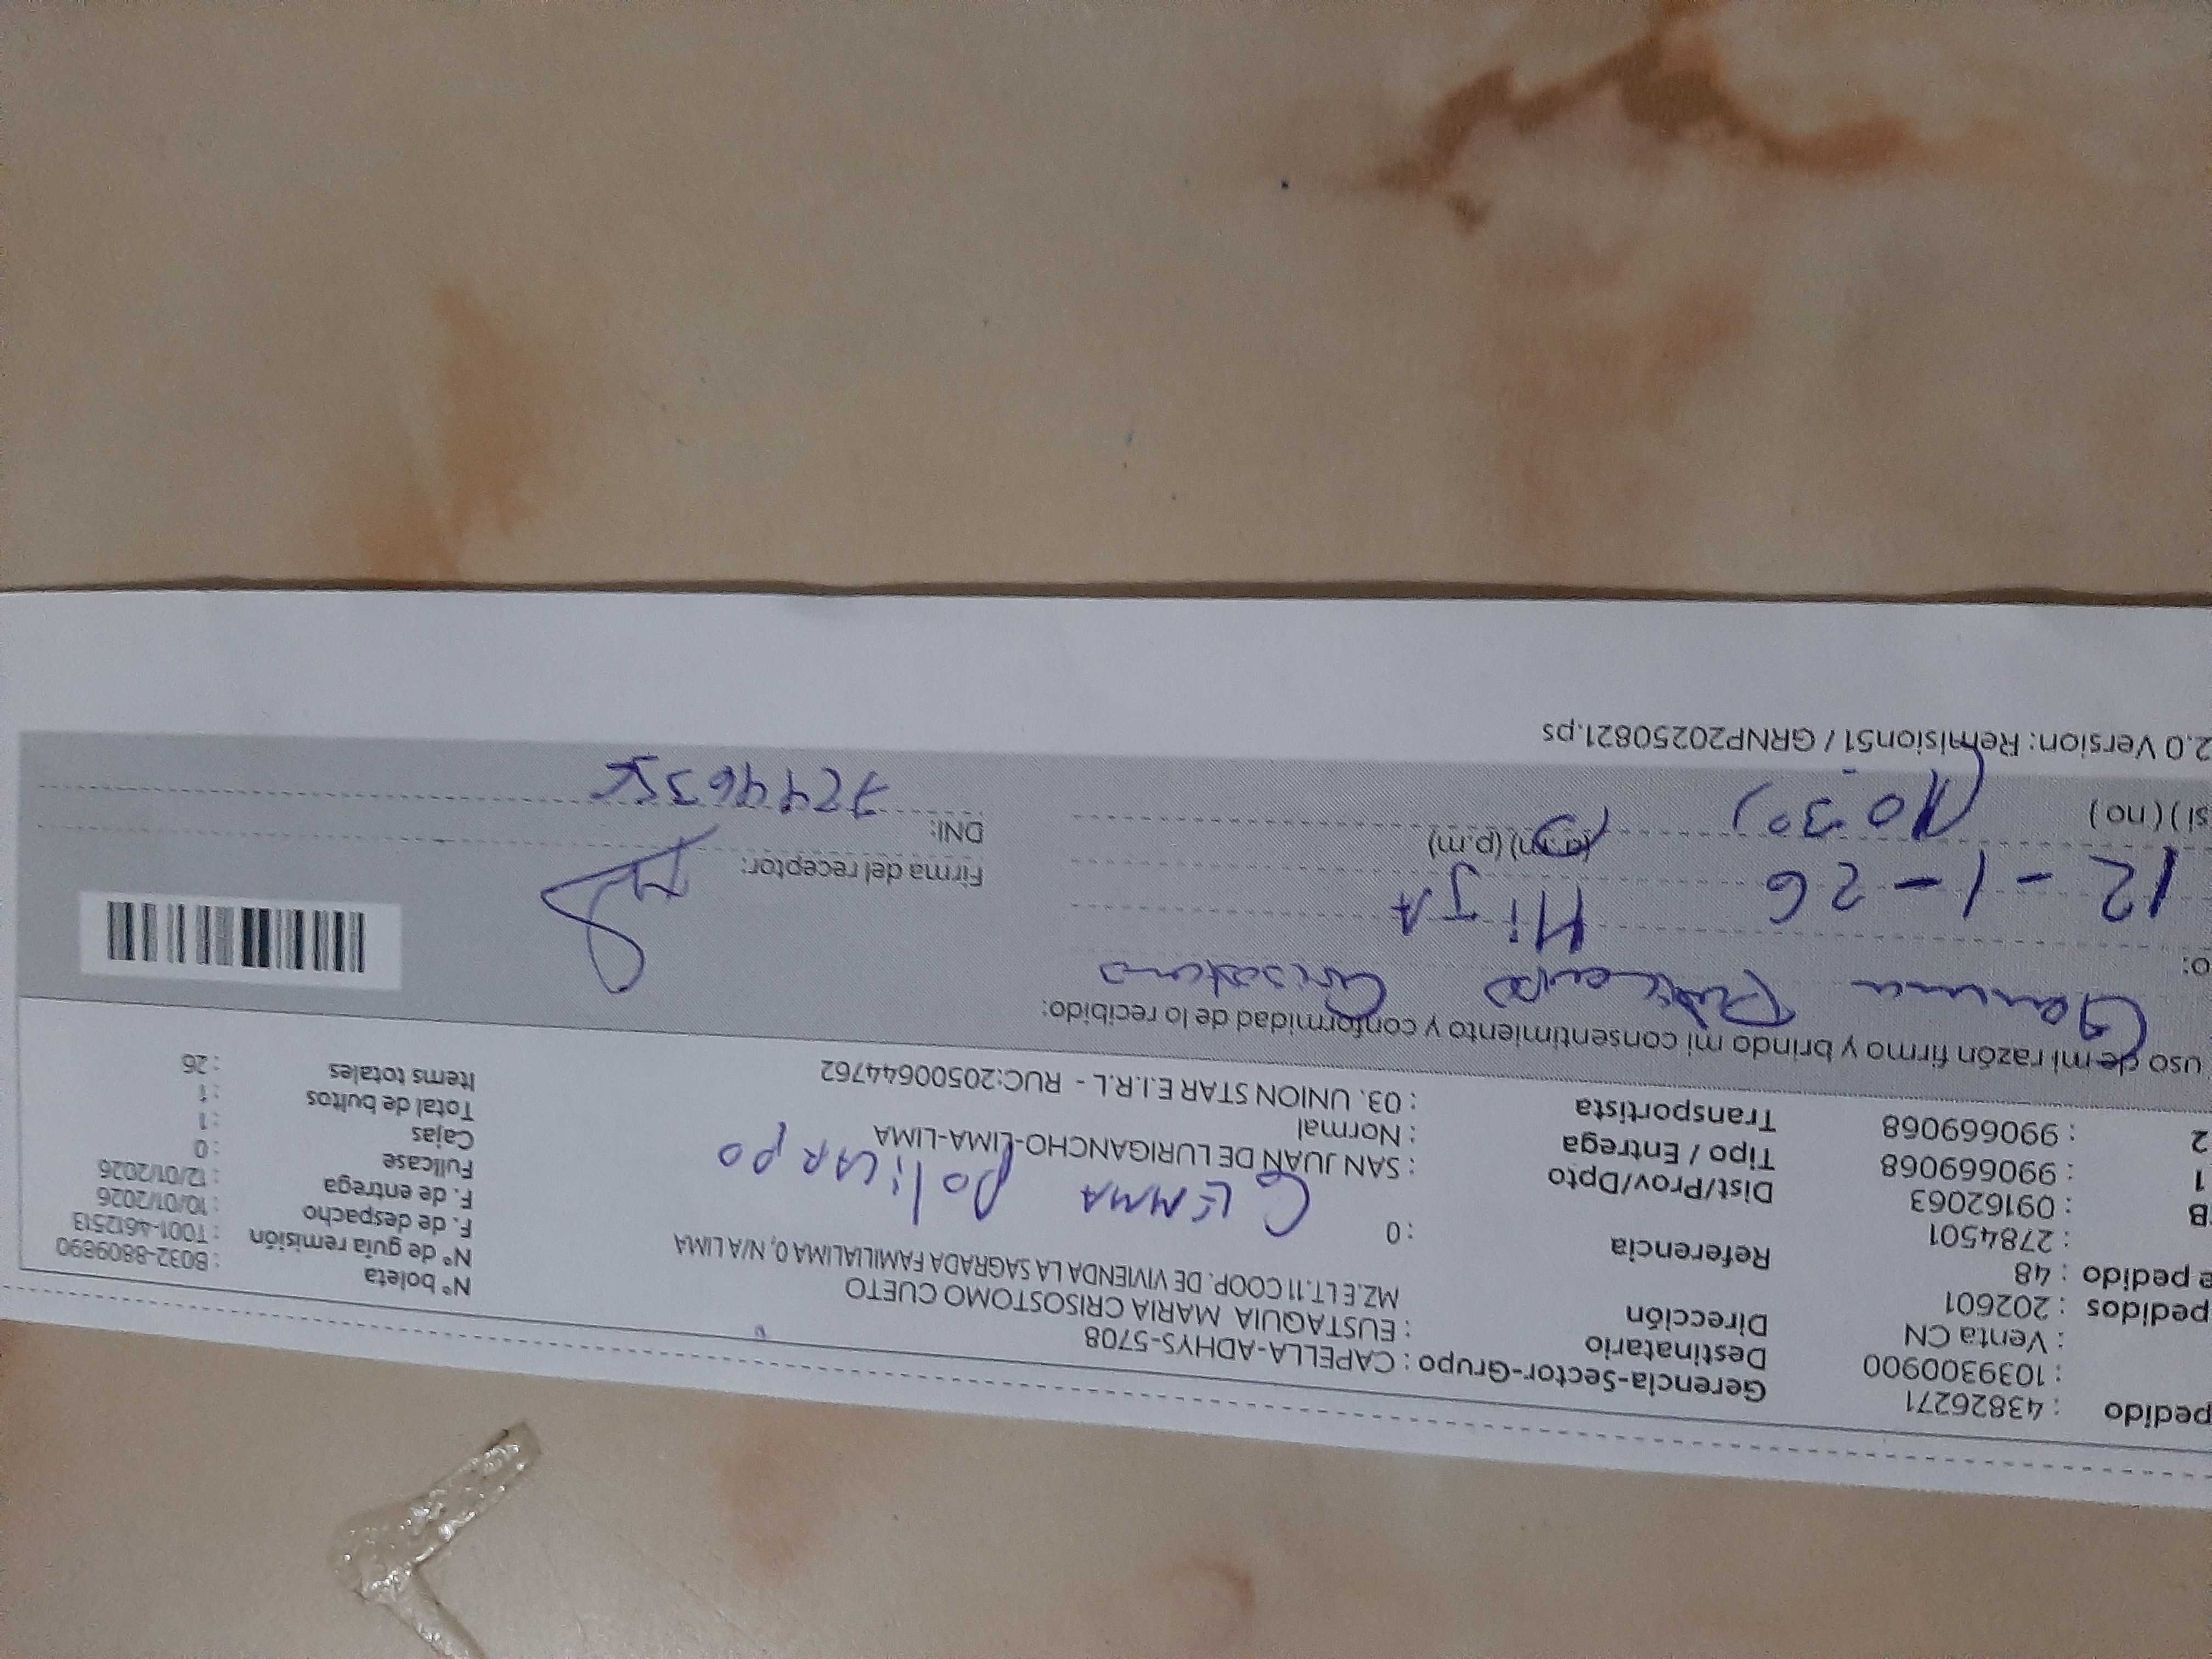 pedido : 43826271 Gerencia-Sector-Grupo : CAPELLA-ADHYS-5708 Nº boleta : B032-8809890
: 1039300900 Destinatario : EUSTAQUIA MARIA CRISOSTOMO CUETO Nº de guía remisión : T001-4612513
: Venta CN Dirección MZ.E LT.11 COOP. DE VIVIENDA LA SAGRADA FAMILIALIMA 0, N/A LIMA F. de despacho : 10/01/2026
pedidos : 202601 F. de entrega : 12/01/2026
e pedido : 48 Referencia : 0 Fullcase : 0
: 2784501 GEMMA POLICARPO Cajas : 1
B : 09162063 Dist/Prov/Dpto : SAN JUAN DE LURIGANCHO-LIMA-LIMA Total de bultos : 1
1 : 990669068 Tipo / Entrega : Normal Items totales : 26
2 : 990669068 Transportista : 03. UNION STAR E.I.R.L - RUC:20500644762
uso de mi razón firmo y brindo mi consentimiento y conformidad de lo recibido:
o: Gemma Policarpo Crisostomo
12-1-26 HIJA Firma del receptor:
(a.m) (p.m) DNI:
si ) ( no ) 10:30
2.0 Version: Remision51 / GRNP20250821.ps